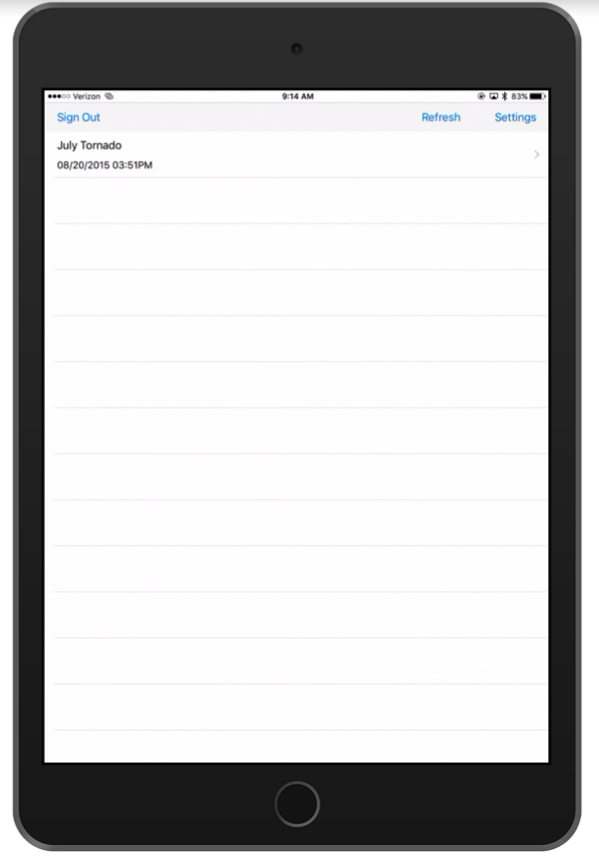 Verizon 9:14 AM 83%
Sign Out Refresh Settings
July Tornado
08/20/2015 03:51PM